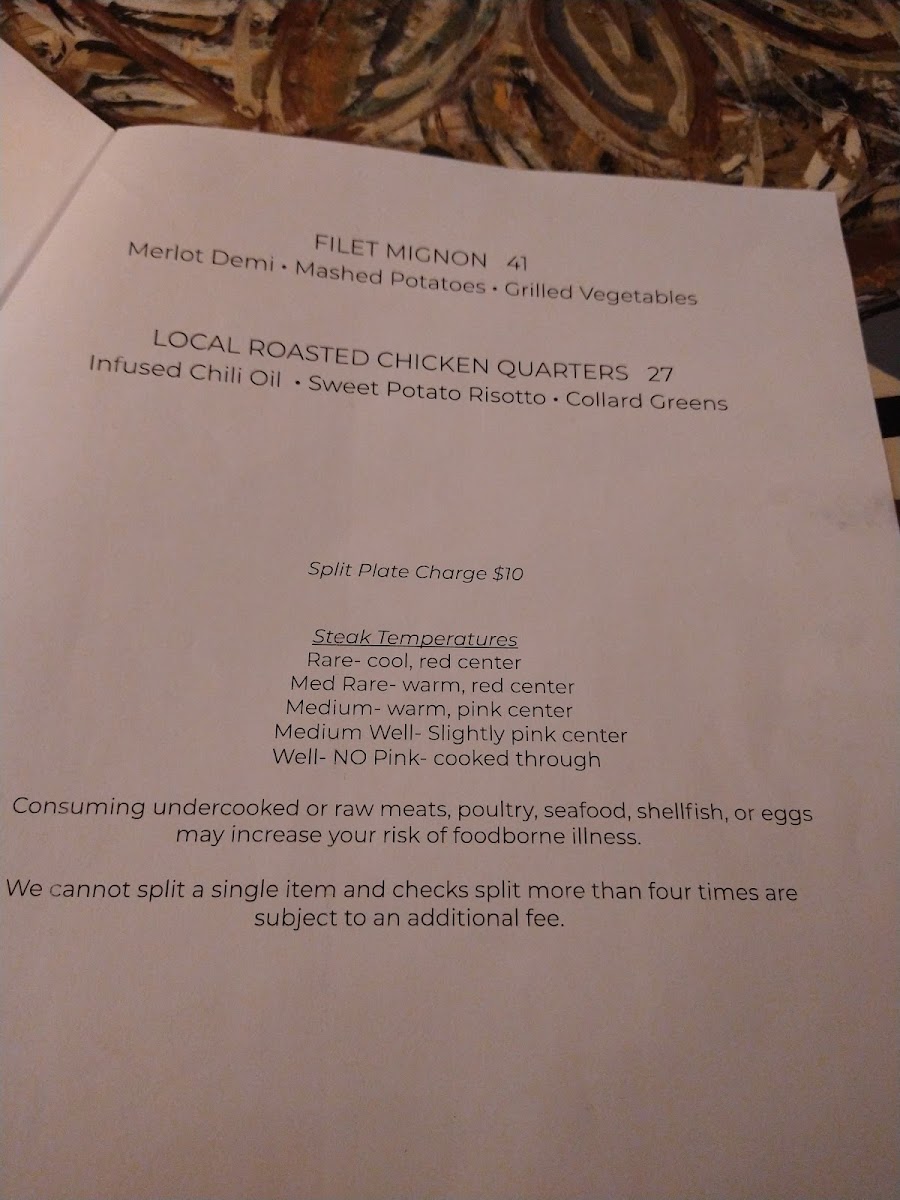 FILET MIGNON 41
Merlot Demi • Mashed Potatoes • Grilled Vegetables
LOCAL ROASTED CHICKEN QUARTERS 27
Infused Chili Oil • Sweet Potato Risotto • Collard Greens
Split Plate Charge $10
Steak Temperatures
Rare- cool, red center
Med Rare- warm, red center
Medium- warm, pink center
Medium Well- Slightly pink center
Well- NO Pink- cooked through
Consuming undercooked or raw meats, poultry, seafood, shellfish, or eggs
may increase your risk of foodborne illness.
We cannot split a single item and checks split more than four times are
subject to an additional fee.